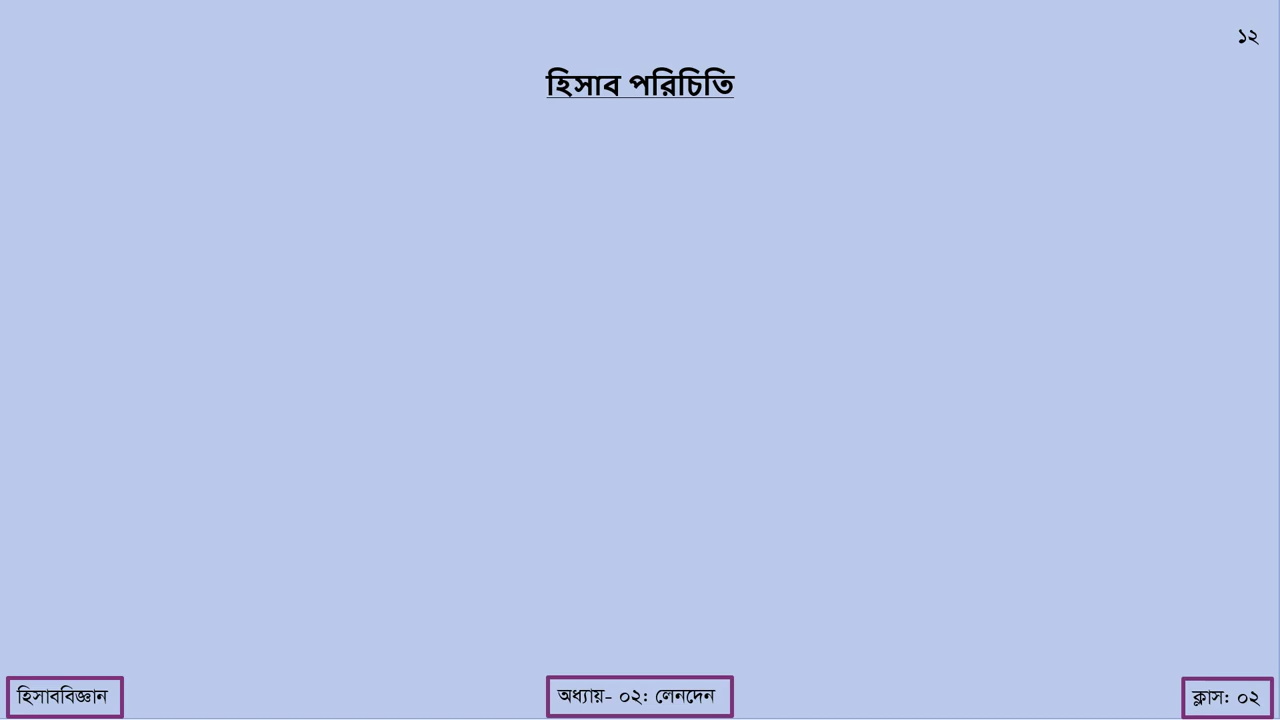 ১২
হিসাব পরিচিতি
হিসাববিজ্ঞান
অধ্যায়- ০২: লেনদেন
ক্লাস: ০২